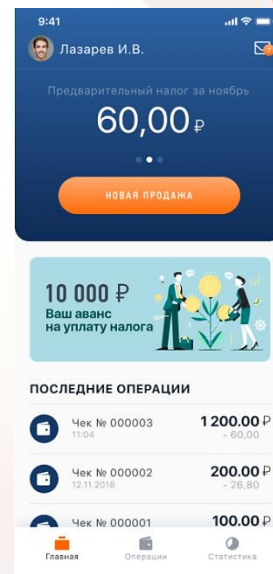 9:41
Лазарев И.В.
Предварительный налог за ноябрь
60,00 ₽
НОВАЯ ПРОДАЖА
10 000 ₽
Ваш аванс
на уплату налога
ПОСЛЕДНИЕ ОПЕРАЦИИ
Чек № 000003 1 200.00 ₽
11:04 - 60,00
Чек № 000002 200.00 ₽
12.11.2018 - 26,80
Чек № 000001 100.00 ₽
Главная Операции Статистика